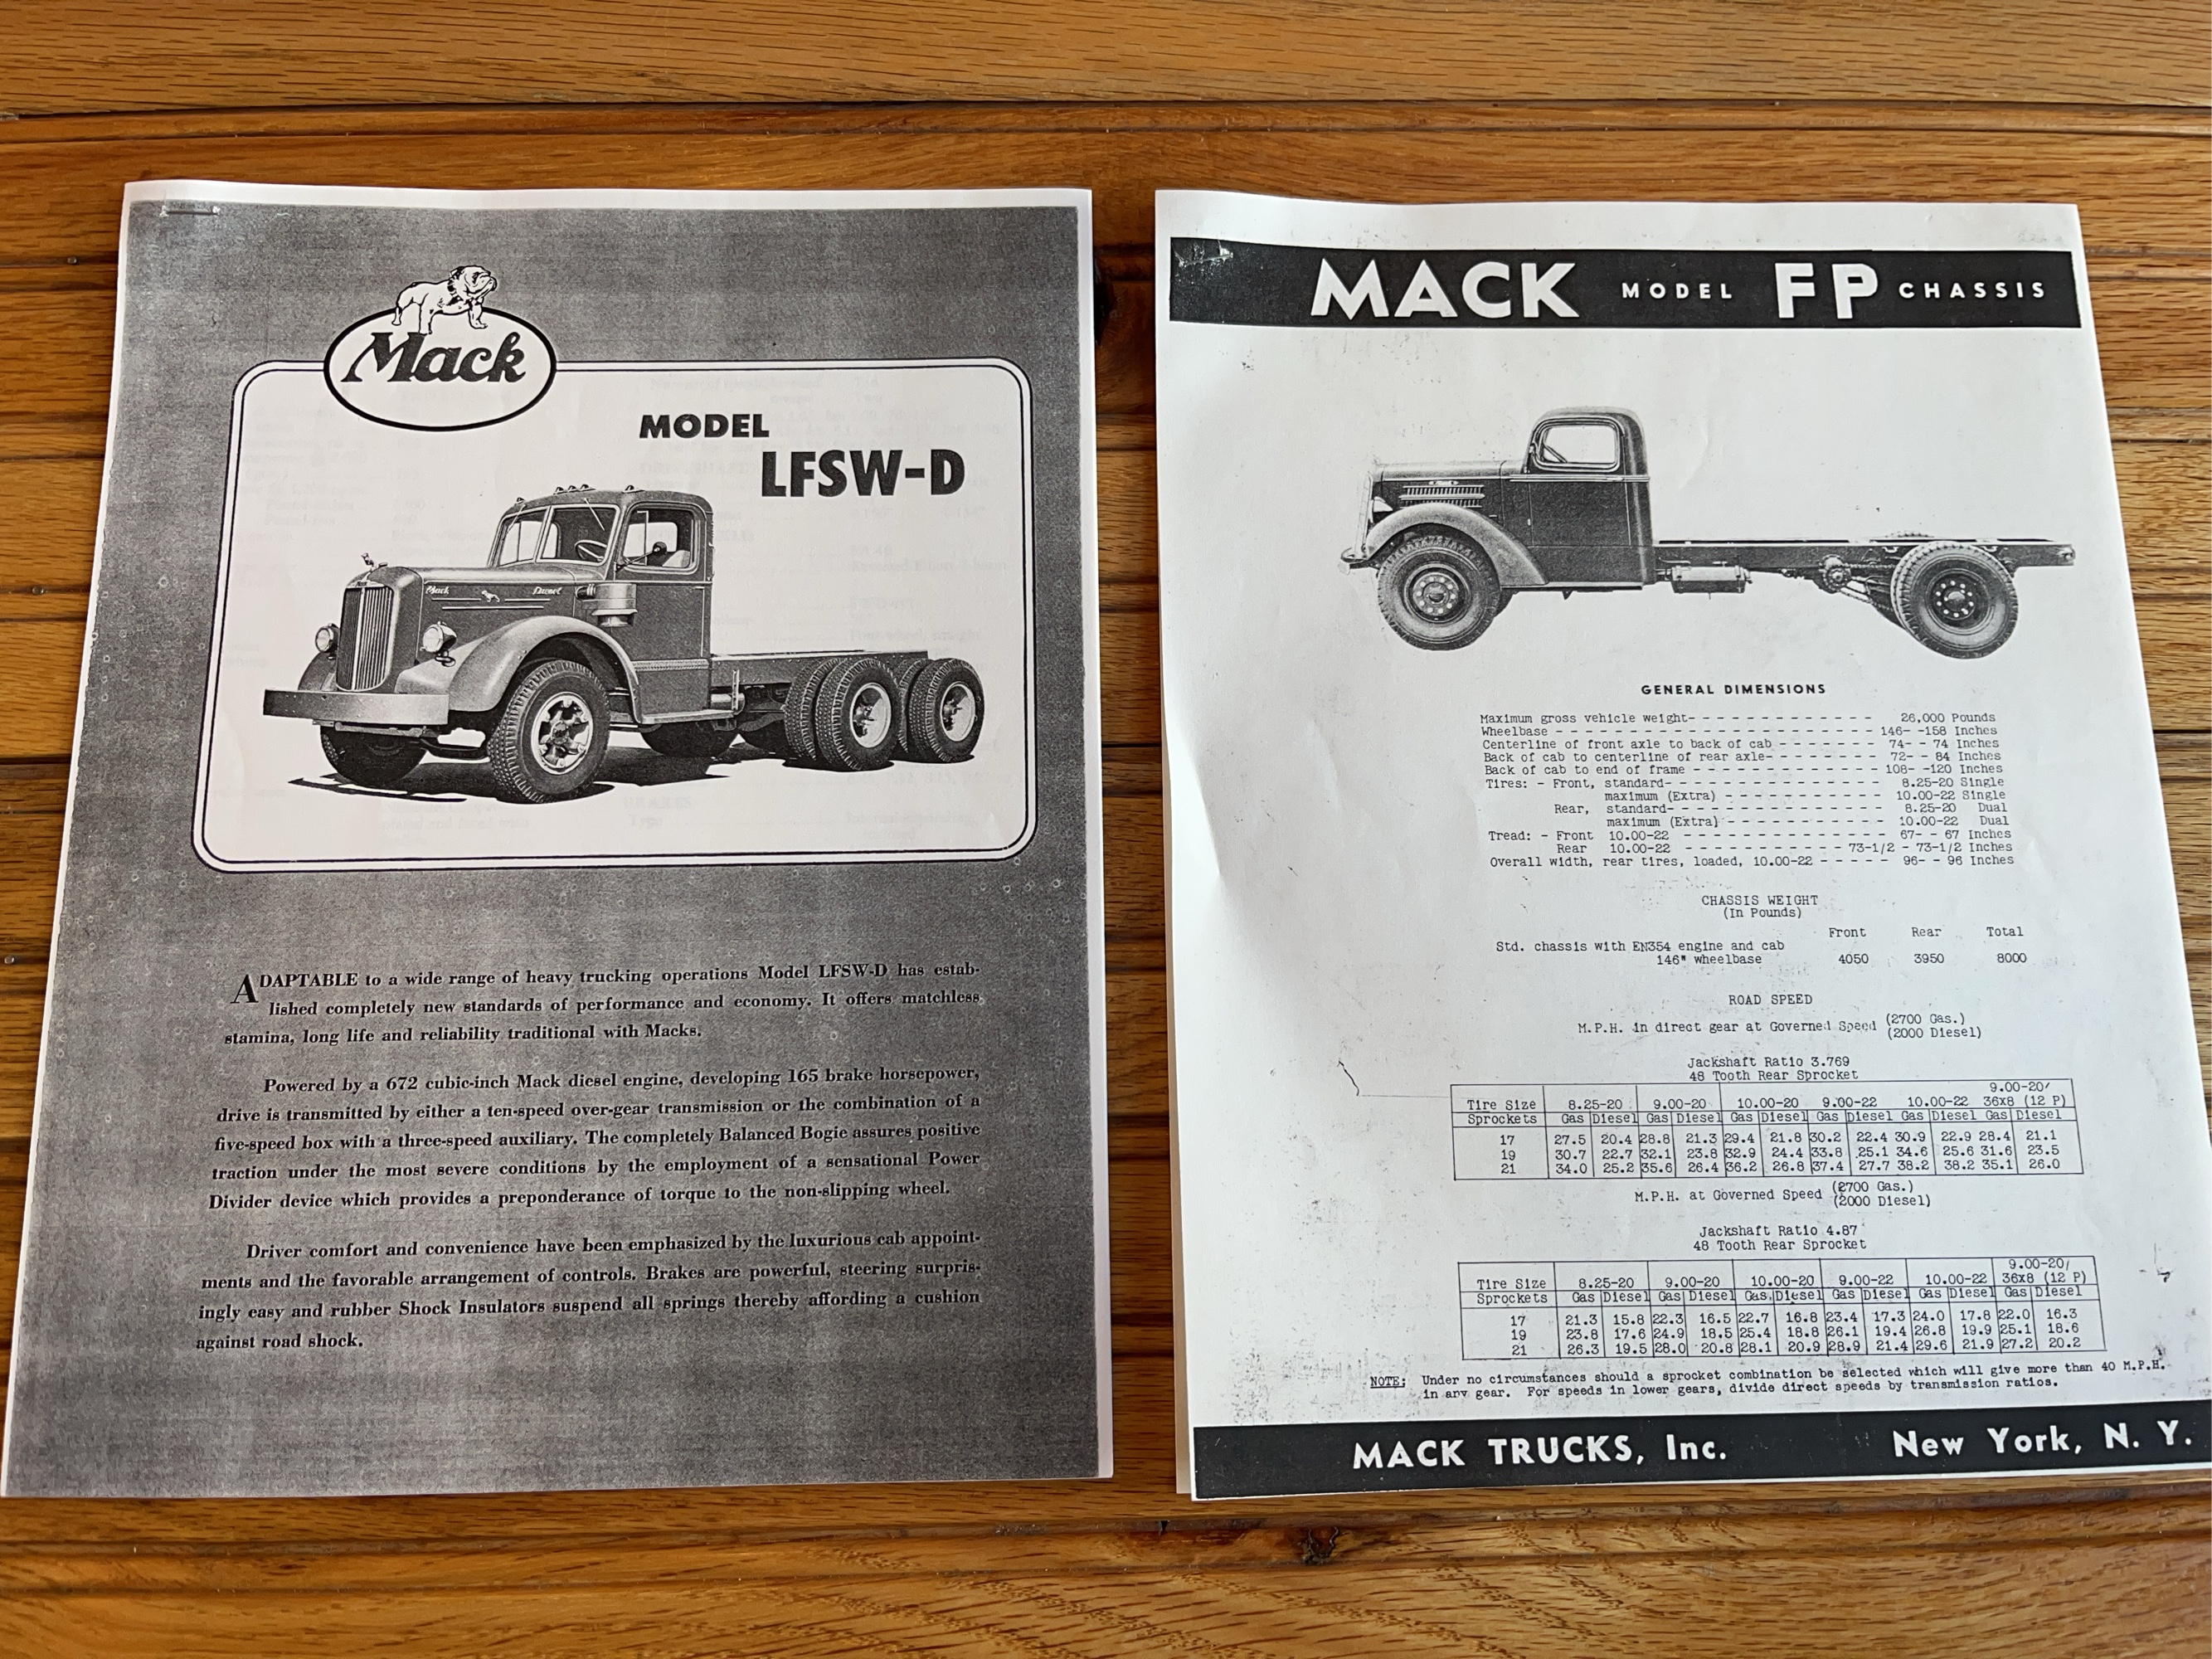 Mack
MODEL
LFSW-D
Mack Diesel
ADAPTABLE to a wide range of heavy trucking operations Model LFSW-D has estab-
lished completely new standards of performance and economy. It offers matchless
stamina, long life and reliability traditional with Macks.
Powered by a 672 cubic-inch Mack diesel engine, developing 165 brake horsepower,
drive is transmitted by either a ten-speed over-gear transmission or the combination of a
five-speed box with a three-speed auxiliary. The completely Balanced Bogie assures positive
traction under the most severe conditions by the employment of a sensational Power
Divider device which provides a preponderance of torque to the non-slipping wheel.
Driver comfort and convenience have been emphasized by the luxurious cab appoint-
ments and the favorable arrangement of controls. Brakes are powerful, steering surpris-
ingly easy and rubber Shock Insulators suspend all springs thereby affording a cushion
against road shock.
MACK MODEL FP CHASSIS
GENERAL DIMENSIONS
Maximum gross vehicle weight- - - - - - - - - - - - - 26,000 Pounds
Wheelbase - - - - - - - - - - - - - - - - - - - - - - - 146- -158 Inches
Centerline of front axle to back of cab - - - - - - - 74- - 74 Inches
Back of cab to centerline of rear axle- - - - - - - - 72- - 84 Inches
Back of cab to end of frame - - - - - - - - - - - - - 108- -120 Inches
Tires: - Front, standard- - - - - - - - - - - - - - - - 8.25-20 Single
maximum (Extra) - - - - - - - - - - - 10.00-22 Single
Rear, standard- - - - - - - - - - - - - - - 8.25-20 Dual
maximum (Extra) - - - - - - - - - - - 10.00-22 Dual
Tread: - Front 10.00-22 - - - - - - - - - - - - - - 67- - 67 Inches
Rear 10.00-22 - - - - - - - - - - - 73-1/2 - 73-1/2 Inches
Overall width, rear tires, loaded, 10.00-22 - - - - - 96- - 96 Inches
CHASSIS WEIGHT
(In Pounds)
Front Rear Total
Std. chassis with EN354 engine and cab
146" wheelbase 4050 3950 8000
ROAD SPEED
M.P.H. in direct gear at Governed Speed (2700 Gas.)
(2000 Diesel)
Jackshaft Ratio 3.769
48 Tooth Rear Sprocket
9.00-20/
Tire Size 8.25-20 9.00-20 10.00-20 9.00-22 10.00-22 36x8 (12 P)
Sprockets Gas Diesel Gas Diesel Gas Diesel Gas Diesel Gas Diesel Gas Diesel
17 27.5 20.4 28.8 21.3 29.4 21.8 30.2 22.4 30.9 22.9 28.4 21.1
19 30.7 22.7 32.1 23.8 32.9 24.4 33.8 25.1 34.6 25.6 31.6 23.5
21 34.0 25.2 35.6 26.4 36.2 26.8 37.4 27.7 38.2 38.2 35.1 26.0
M.P.H. at Governed Speed (2700 Gas.)
(2000 Diesel)
Jackshaft Ratio 4.87
48 Tooth Rear Sprocket
9.00-20/
Tire Size 8.25-20 9.00-20 10.00-20 9.00-22 10.00-22 36x8 (12 P)
Sprockets Gas Diesel Gas Diesel Gas Diesel Gas Diesel Gas Diesel Gas Diesel
17 21.3 15.8 22.3 16.5 22.7 16.8 23.4 17.3 24.0 17.8 22.0 16.3
19 23.8 17.6 24.9 18.5 25.4 18.8 26.1 19.4 26.8 19.9 25.1 18.6
21 26.3 19.5 28.0 20.8 28.1 20.9 28.9 21.4 29.6 21.9 27.2 20.2
NOTE: Under no circumstances should a sprocket combination be selected which will give more than 40 M.P.H.
in any gear. For speeds in lower gears, divide direct speeds by transmission ratios.
MACK TRUCKS, Inc. New York, N. Y.